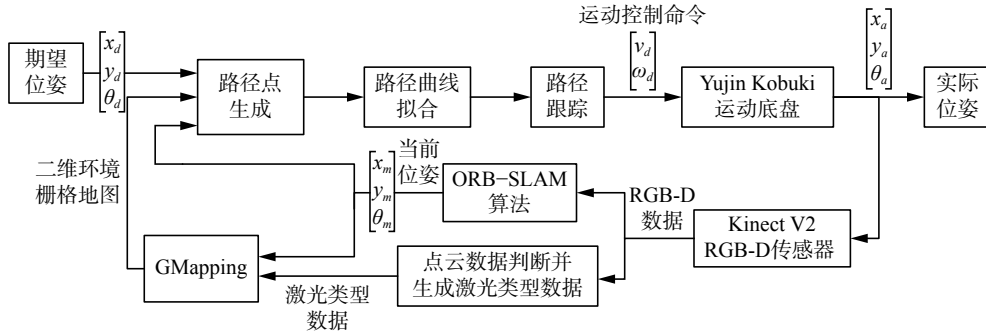 期望
位姿
x_d
y_d
θ_d
路径点
生成
路径曲线
拟合
路径
跟踪
运动控制命令
v_d
ω_d
Yujin Kobuki
运动底盘
x_a
y_a
θ_a
实际
位姿
二维环境
栅格地图
当前
位姿
x_m
y_m
θ_m
ORB−SLAM
算法
RGB-D
数据
Kinect V2
RGB-D传感器
GMapping
激光类型
数据
点云数据判断并
生成激光类型数据